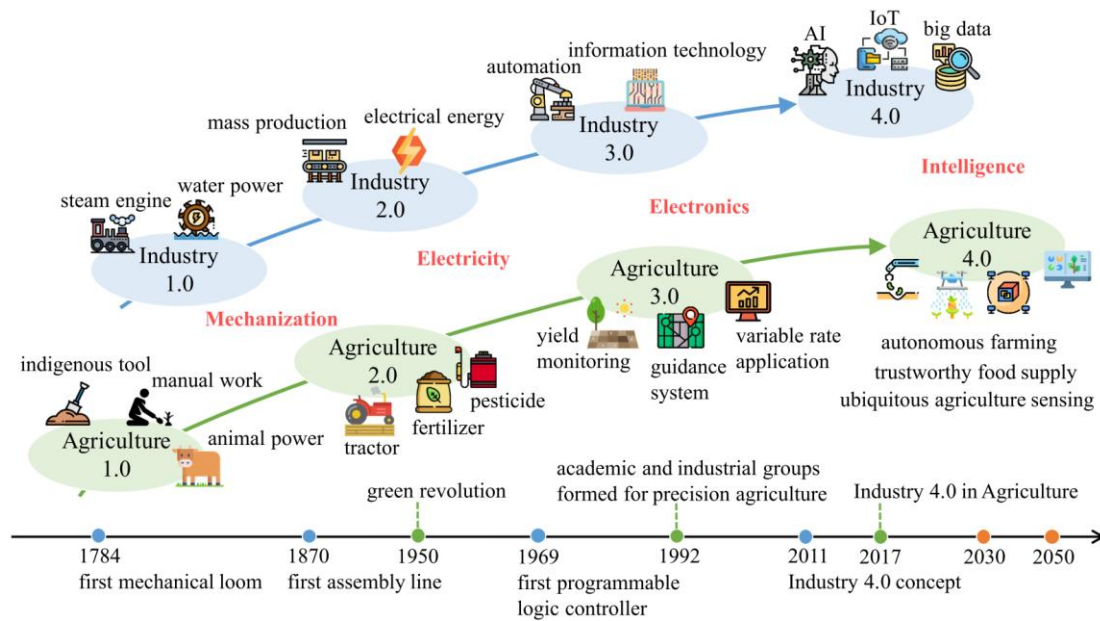 AI
IoT
big data
information technology
automation
Industry
4.0
Industry
3.0
electrical energy
mass production
Industry
2.0
water power
steam engine
Industry
1.0
Intelligence
Electronics
Electricity
Mechanization
Agriculture
4.0
autonomous farming
trustworthy food supply
ubiquitous agriculture sensing
Agriculture
3.0
yield
monitoring
guidance
system
variable rate
application
Agriculture
2.0
tractor
fertilizer
pesticide
indigenous tool
manual work
animal power
Agriculture
1.0
green revolution
academic and industrial groups
formed for precision agriculture
Industry 4.0 in Agriculture
1784
1870
1950
1969
1992
2011
2017
2030
2050
first mechanical loom
first assembly line
first programmable
logic controller
Industry 4.0 concept